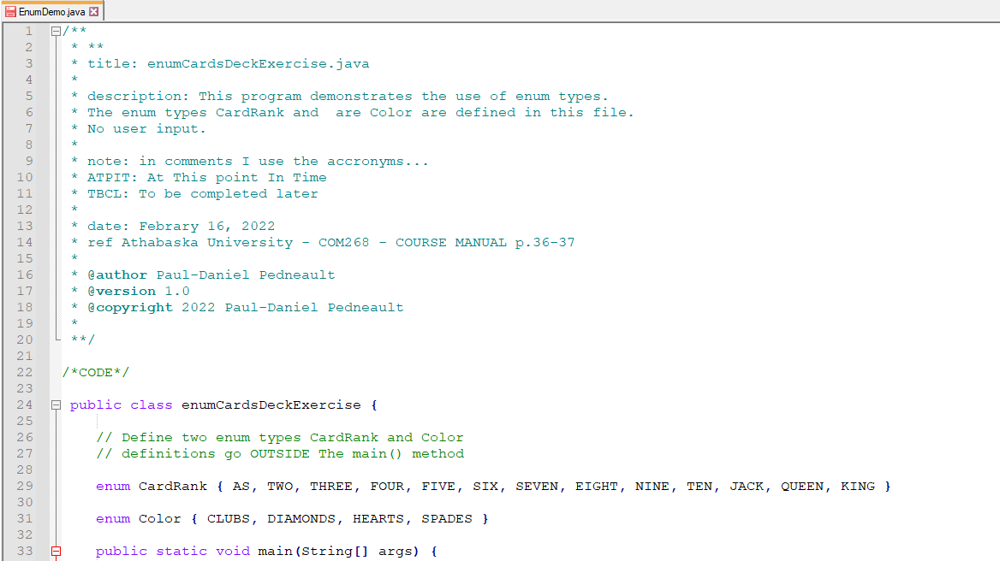 EnumDemo.java
1 /**
2 * **
3 * title: enumCardsDeckExercise.java
4 *
5 * description: This program demonstrates the use of enum types.
6 * The enum types CardRank and  are Color are defined in this file.
7 * No user input.
8 *
9 * note: in comments I use the accronyms...
10 * ATPIT: At This point In Time
11 * TBCL: To be completed later
12 *
13 * date: Febrary 16, 2022
14 * ref Athabaska University - COM268 - COURSE MANUAL p.36-37
15 *
16 * @author Paul-Daniel Pedneault
17 * @version 1.0
18 * @copyright 2022 Paul-Daniel Pedneault
19 *
20 **/
21
22 /*CODE*/
23
24 public class enumCardsDeckExercise {
25
26 // Define two enum types CardRank and Color
27 // definitions go OUTSIDE The main() method
28
29 enum CardRank { AS, TWO, THREE, FOUR, FIVE, SIX, SEVEN, EIGHT, NINE, TEN, JACK, QUEEN, KING }
30
31 enum Color { CLUBS, DIAMONDS, HEARTS, SPADES }
32
33 public static void main(String[] args) {